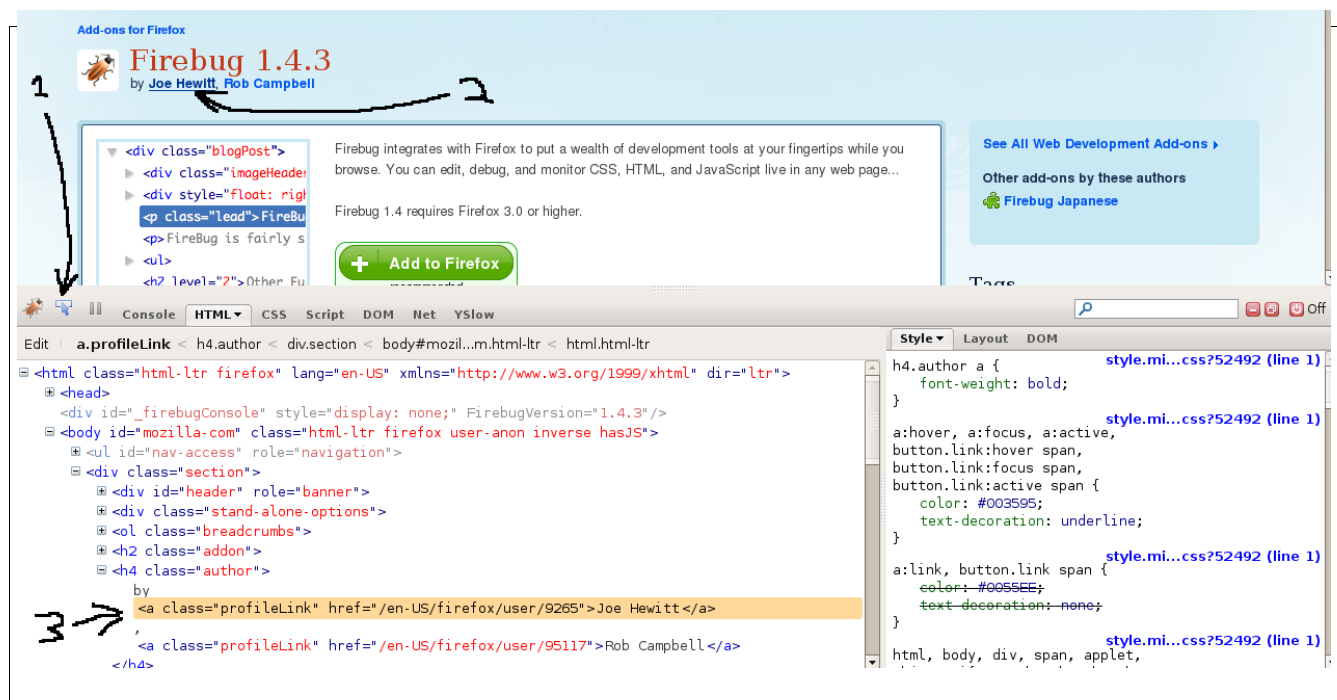 Add-ons for Firefox
Firebug 1.4.3
by Joe Hewitt, Rob Campbell
1
2
<div class="blogPost">
<div class="imageHeader
<div style="float: righ
<p class="lead">FireBu
<p>FireBug is fairly s
<ul>
<h2 level="2">Other Fu
Firebug integrates with Firefox to put a wealth of development tools at your fingertips while you
browse. You can edit, debug, and monitor CSS, HTML, and JavaScript live in any web page...
Firebug 1.4 requires Firefox 3.0 or higher.
Add to Firefox
recommended
See All Web Development Add-ons
Other add-ons by these authors
Firebug Japanese
Tags
Console HTML CSS Script DOM Net YSlow
Off
Edit a.profileLink < h4.author < div.section < body#mozil...m.html-ltr < html.html-ltr
<html class="html-ltr firefox" lang="en-US" xmlns="http://www.w3.org/1999/xhtml" dir="ltr">
<head>
<div id="_firebugConsole" style="display: none;" FirebugVersion="1.4.3"/>
<body id="mozilla-com" class="html-ltr firefox user-anon inverse hasJS">
<ul id="nav-access" role="navigation">
<div class="section">
<div id="header" role="banner">
<div class="stand-alone-options">
<ol class="breadcrumbs">
<h2 class="addon">
<h4 class="author">
by
3
<a class="profileLink" href="/en-US/firefox/user/9265">Joe Hewitt</a>
,
<a class="profileLink" href="/en-US/firefox/user/95117">Rob Campbell</a>
</h4>
Style Layout DOM
h4.author a { style.mi...css?52492 (line 1)
font-weight: bold;
}
style.mi...css?52492 (line 1)
a:hover, a:focus, a:active,
button.link:hover span,
button.link:focus span,
button.link:active span {
color: #003595;
text-decoration: underline;
}
style.mi...css?52492 (line 1)
a:link, button.link span {
color: #0055EE;
text-decoration: none;
}
style.mi...css?52492 (line 1)
html, body, div, span, applet,